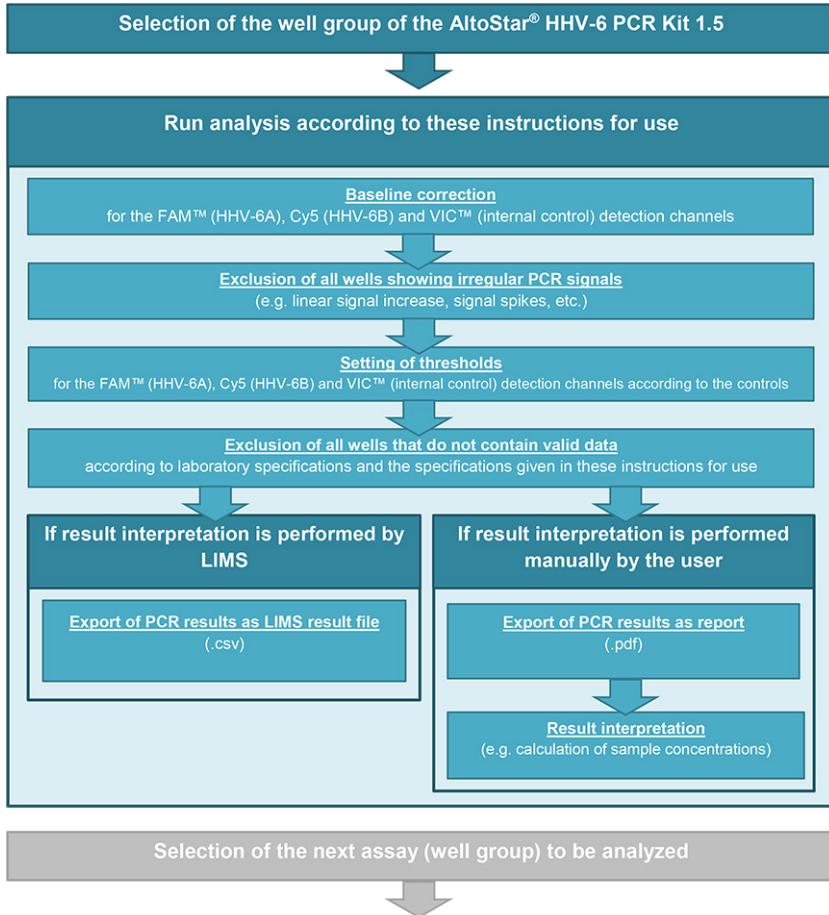 Selection of the well group of the AltoStar® HHV-6 PCR Kit 1.5
Run analysis according to these instructions for use
Baseline correction
for the FAM™ (HHV-6A), Cy5 (HHV-6B) and VIC™ (internal control) detection channels
Exclusion of all wells showing irregular PCR signals
(e.g. linear signal increase, signal spikes, etc.)
Setting of thresholds
for the FAM™ (HHV-6A), Cy5 (HHV-6B) and VIC™ (internal control) detection channels according to the controls
Exclusion of all wells that do not contain valid data
according to laboratory specifications and the specifications given in these instructions for use
If result interpretation is performed by
LIMS
Export of PCR results as LIMS result file
(.csv)
If result interpretation is performed
manually by the user
Export of PCR results as report
(.pdf)
Result interpretation
(e.g. calculation of sample concentrations)
Selection of the next assay (well group) to be analyzed